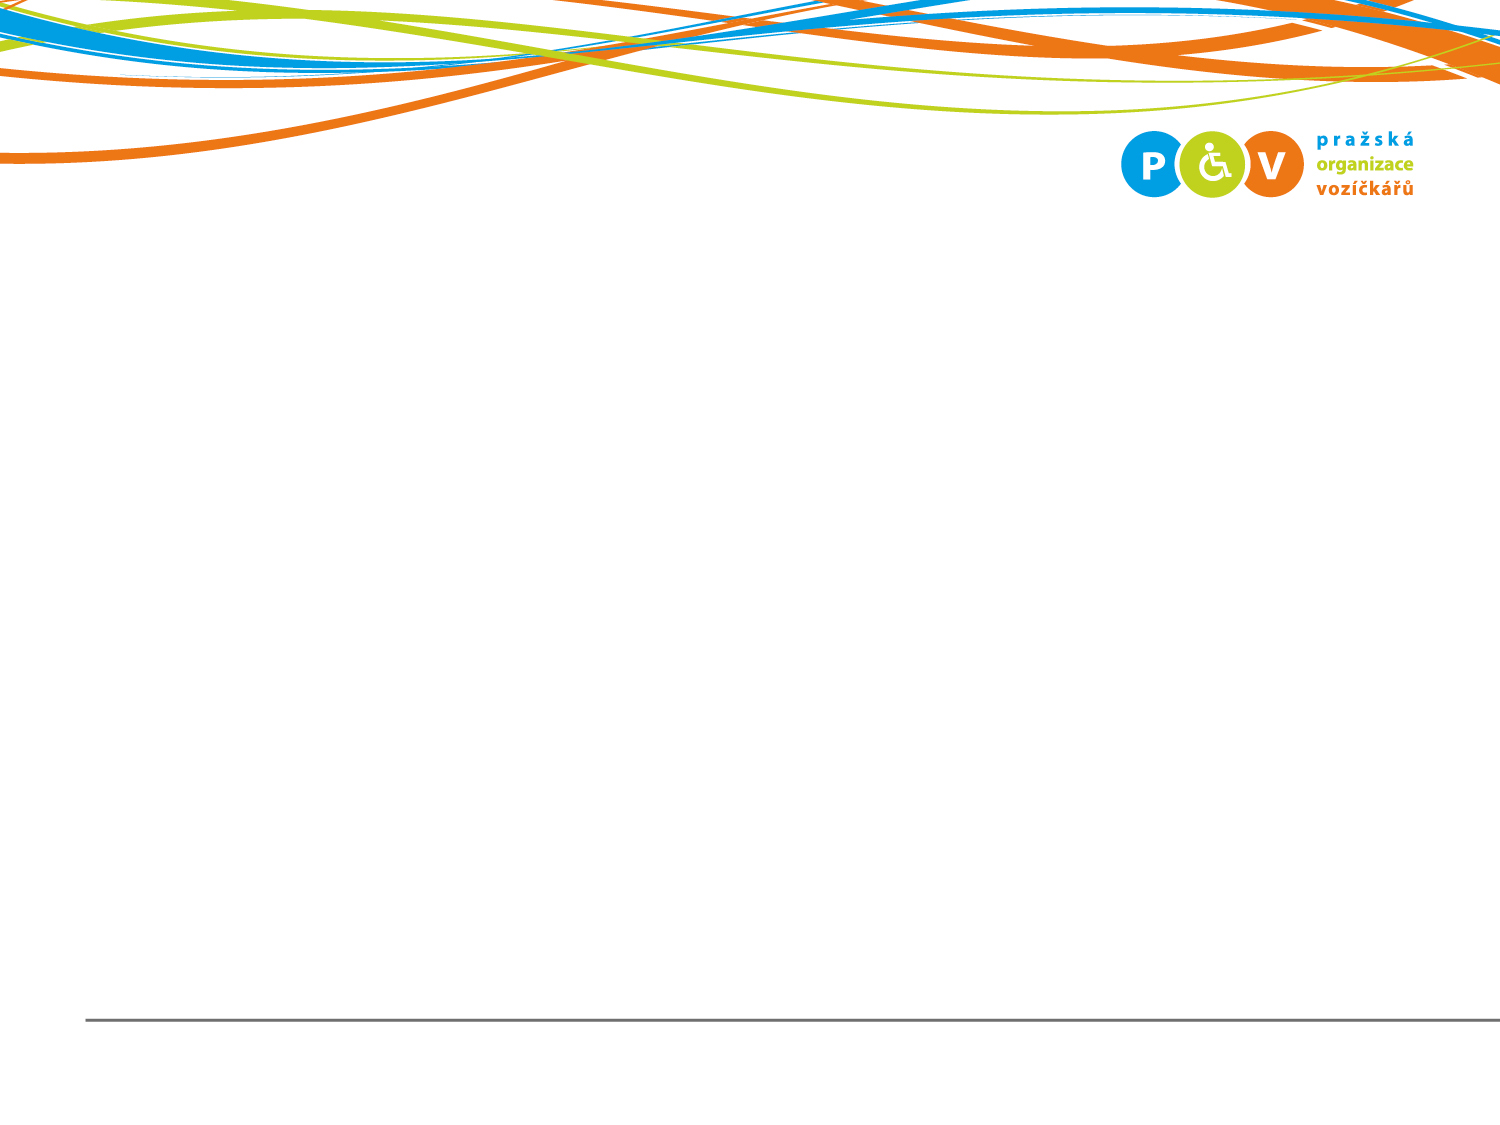 P V
pražská
organizace
vozíčkářů